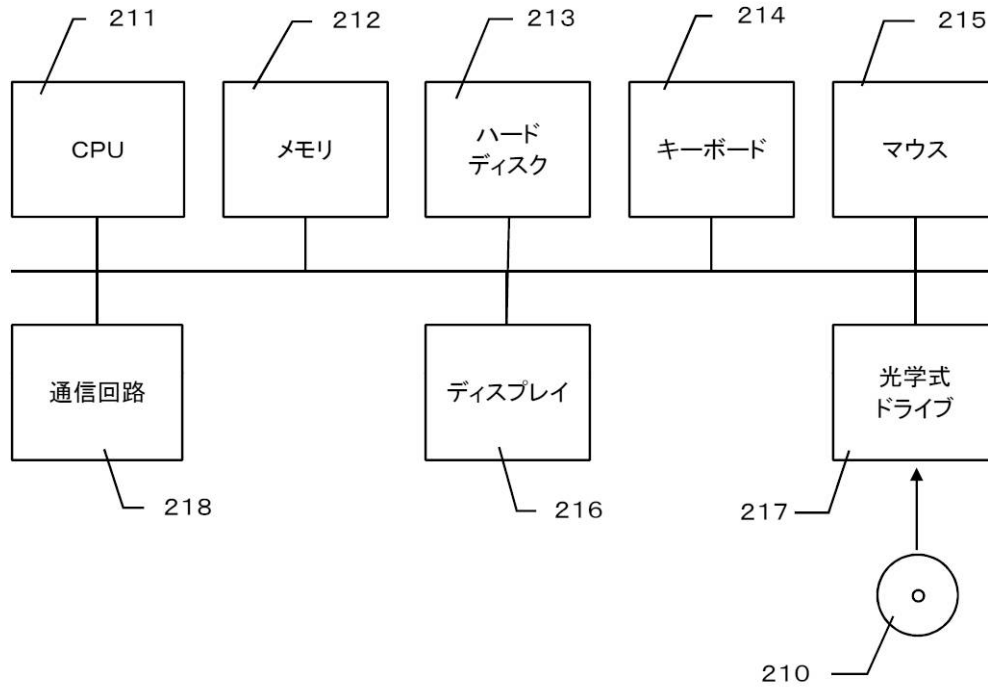 211
212
213
214
215
CPU
メモリ
ハード
ディスク
キーボード
マウス
通信回路
ディスプレイ
光学式
ドライブ
218
216
217
210